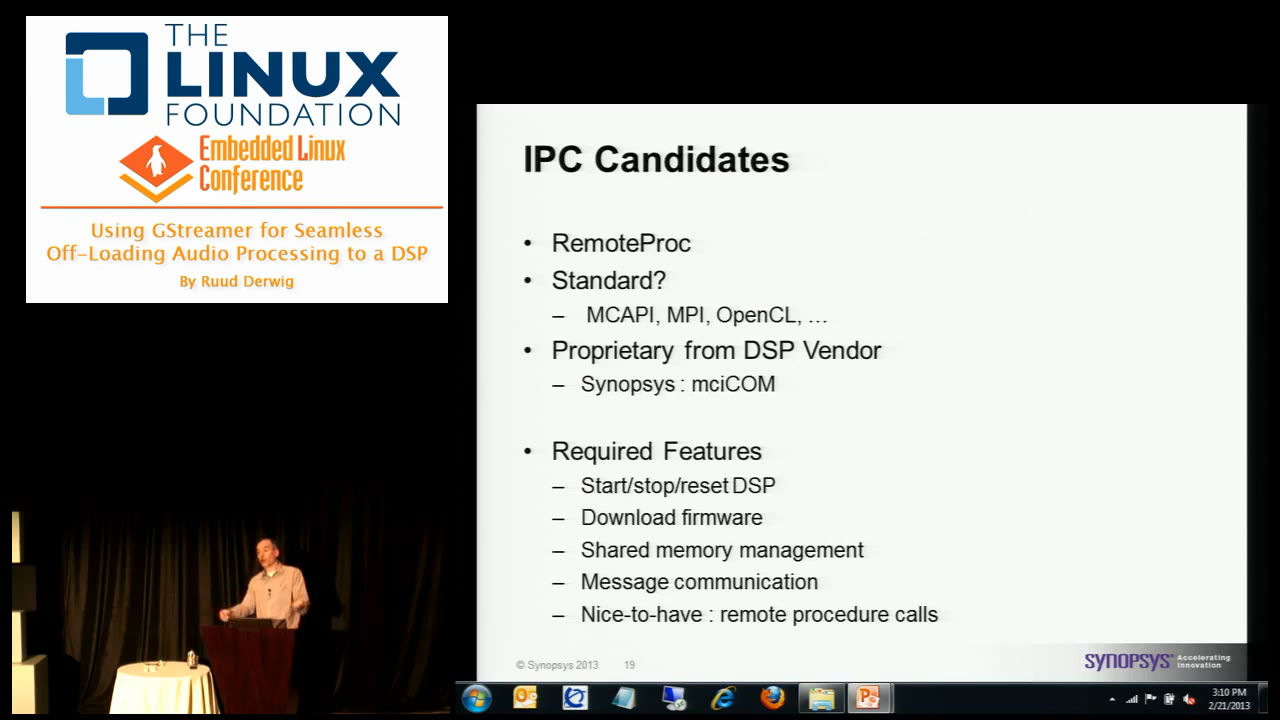 THE
LINUX
FOUNDATION
Embedded Linux
Conference
Using GStreamer for Seamless
Off-Loading Audio Processing to a DSP
By Ruud Derwig
IPC Candidates
• RemoteProc
• Standard?
– MCAPI, MPI, OpenCL, ...
• Proprietary from DSP Vendor
– Synopsys : mciCOM
• Required Features
– Start/stop/reset DSP
– Download firmware
– Shared memory management
– Message communication
– Nice-to-have : remote procedure calls
© Synopsys 2013 19
SYNOPSYS Accelerating
Innovation
3:10 PM
2/21/2013